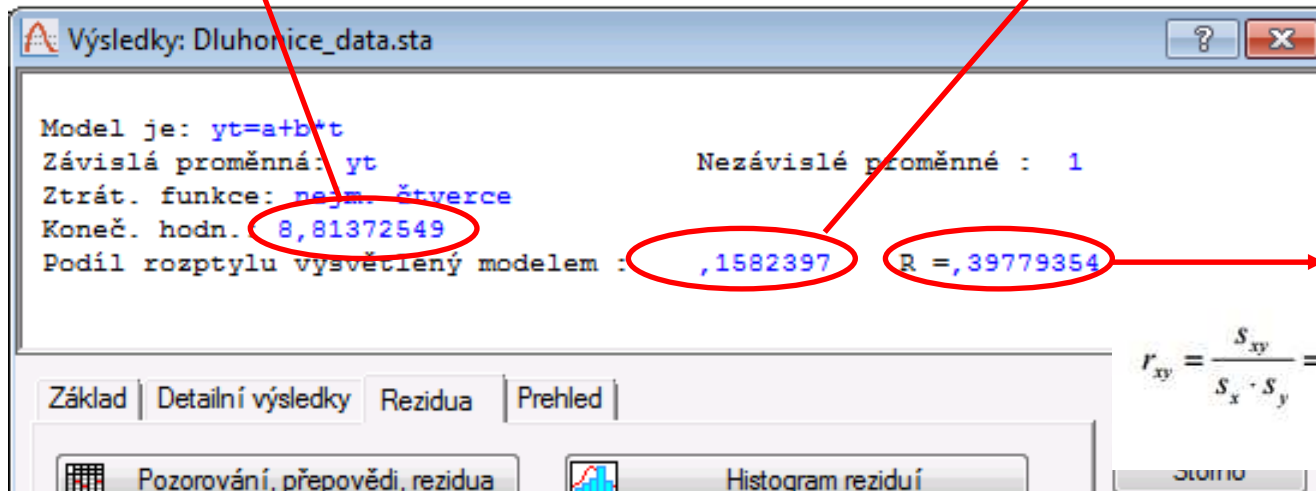 Výsledky: Dluhonice_data.sta
Model je: yt=a+b*t
Závislá proměnná: yt Nezávislé proměnné : 1
Ztrát. funkce: nejm. čtverce
Koneč. hodn.: 8,81372549
Podíl rozptylu vysvětlený modelem : ,1582397 R =,39779354
r_xy = s_xy / (s_x · s_y) =
Základ Detailní výsledky Rezidua Prehled
Pozorování, přepovědi, rezidua Histogram reziduí
Storno